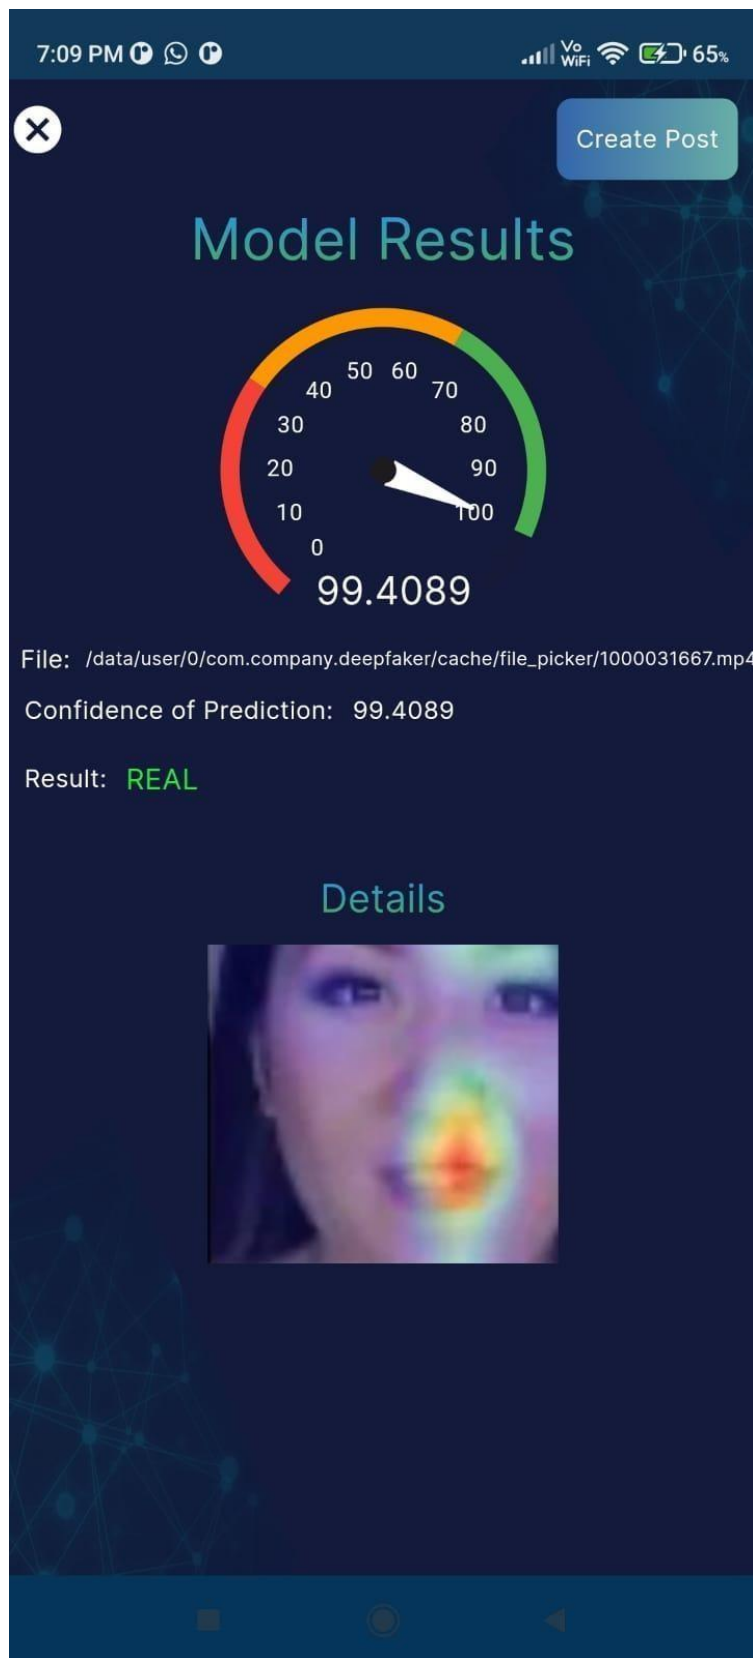 7:09 PM
Vo
WiFi
65%
Create Post
Model Results
50 60
40 70
30 80
20 90
10 100
0
99.4089
File: /data/user/0/com.company.deepfaker/cache/file_picker/1000031667.mp4
Confidence of Prediction: 99.4089
Result: REAL
Details